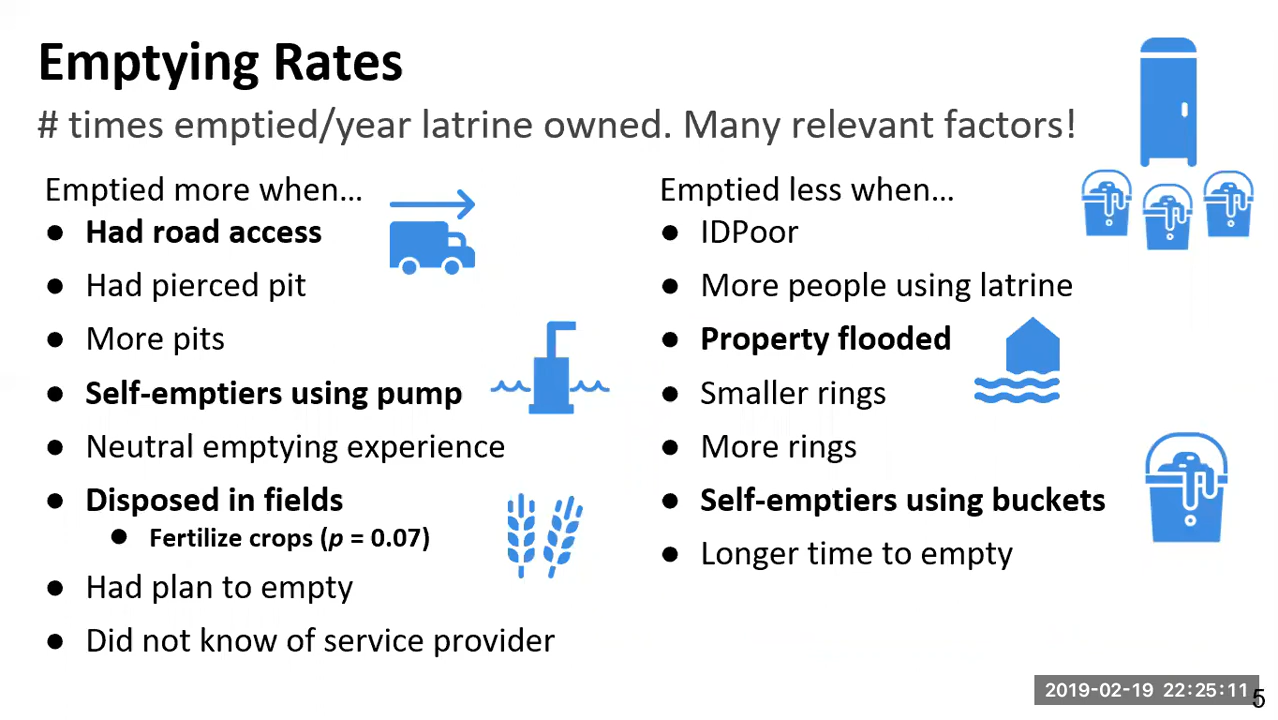 Emptying Rates
# times emptied/year latrine owned. Many relevant factors!
Emptied more when…
● Had road access
● Had pierced pit
● More pits
● Self-emptiers using pump
● Neutral emptying experience
● Disposed in fields
● Fertilize crops (p = 0.07)
● Had plan to empty
● Did not know of service provider
Emptied less when…
● IDPoor
● More people using latrine
● Property flooded
● Smaller rings
● More rings
● Self-emptiers using buckets
● Longer time to empty
2019-02-19 22:25:11
5